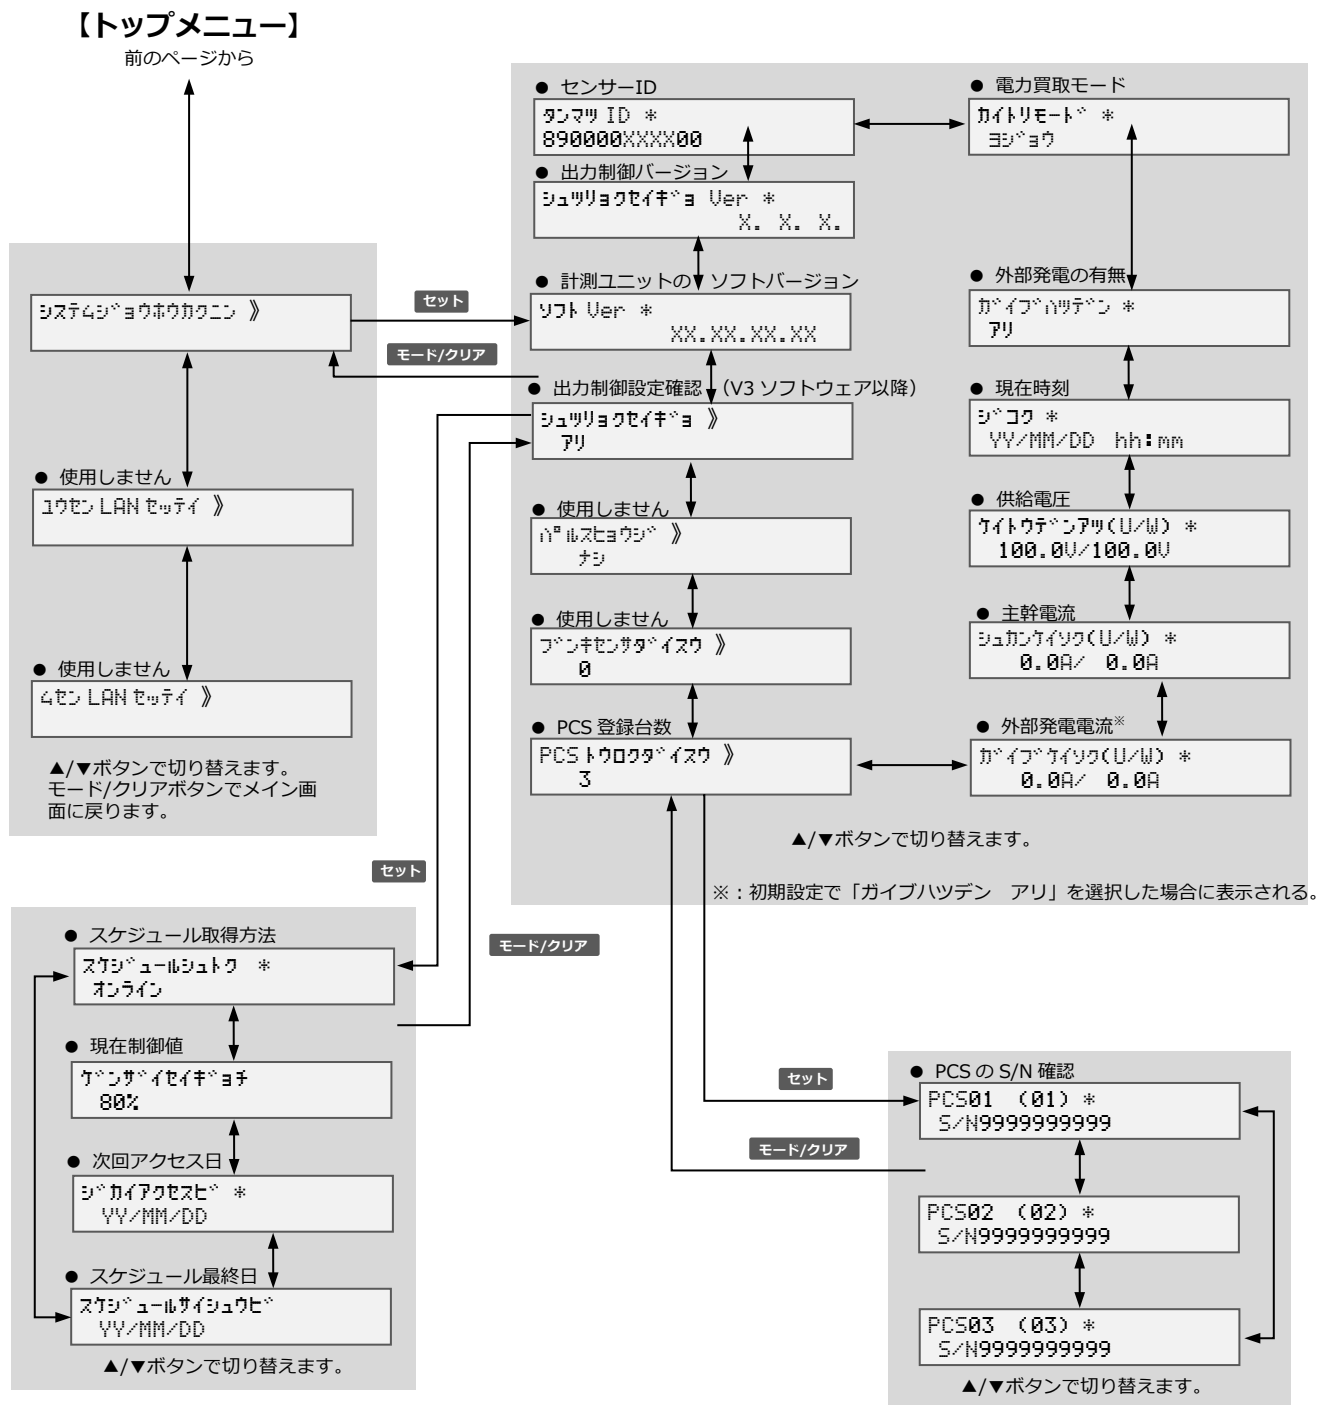 【トップメニュー】
前のページから
システムジョウホウカクニン 》
● 使用しません
ユウセン LAN セッテイ 》
● 使用しません
ムセン LAN セッテイ 》
▲/▼ボタンで切り替えます。
モード/クリアボタンでメイン画
面に戻ります。
セット
モード/クリア
● センサーID
タンマツ ID *
890000XXXX00
● 出力制御バージョン
シュツリョクセイギョ Ver *
X. X. X.
● 計測ユニットの ソフトバージョン
ソフト Ver *
XX.XX.XX.XX
● 出力制御設定確認 （V3 ソフトウェア以降）
シュツリョクセイギョ 》
アリ
● 使用しません
パルスヒョウジ 》
ナシ
● 使用しません
ブンキセンサダイスウ 》
0
● PCS 登録台数
PCS トウロクダイスウ 》
3
● 電力買取モード
カイトリモード *
ヨジョウ
● 外部発電の有無
ガイブハツデン *
アリ
● 現在時刻
ジコク *
YY/MM/DD hh:mm
● 供給電圧
ケイトウデンアツ(U/W) *
100.0V/100.0V
● 主幹電流
シュカンケイソク(U/W) *
0.0A/ 0.0A
● 外部発電電流※
ガイブケイソク(U/W) *
0.0A/ 0.0A
▲/▼ボタンで切り替えます。
※：初期設定で「ガイブハツデン　アリ」を選択した場合に表示される。
セット
モード/クリア
● スケジュール取得方法
スケジュールシュトク *
オンライン
● 現在制御値
ゲンザイセイギョチ
80%
● 次回アクセス日
ジカイアクセスビ *
YY/MM/DD
● スケジュール最終日
スケジュールサイシュウビ
YY/MM/DD
▲/▼ボタンで切り替えます。
セット
モード/クリア
● PCS の S/N 確認
PCS01 (01) *
S/N9999999999
PCS02 (02) *
S/N9999999999
PCS03 (03) *
S/N9999999999
▲/▼ボタンで切り替えます。